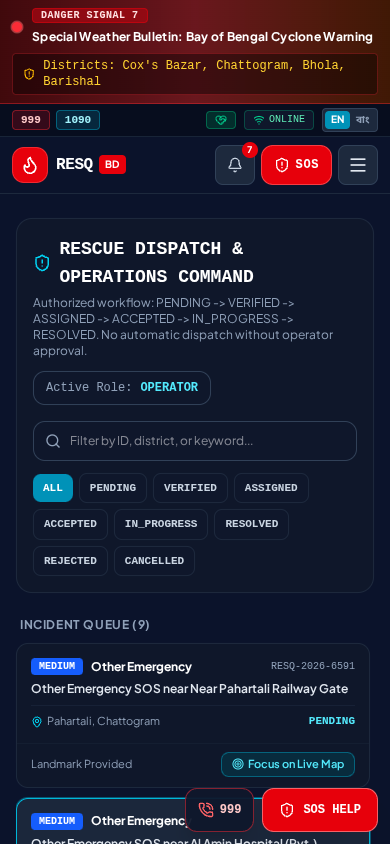 DANGER SIGNAL 7
Special Weather Bulletin: Bay of Bengal Cyclone Warning
Districts: Cox's Bazar, Chattogram, Bhola,
Barishal
999 1090 ONLINE EN বাং
RESQ BD 7 SOS
RESCUE DISPATCH &
OPERATIONS COMMAND
Authorized workflow: PENDING -> VERIFIED ->
ASSIGNED -> ACCEPTED -> IN_PROGRESS ->
RESOLVED. No automatic dispatch without operator
approval.
Active Role: OPERATOR
Filter by ID, district, or keyword...
ALL PENDING VERIFIED ASSIGNED
ACCEPTED IN_PROGRESS RESOLVED
REJECTED CANCELLED
INCIDENT QUEUE (9)
MEDIUM Other Emergency RESQ-2026-6591
Other Emergency SOS near Near Pahartali Railway Gate
Pahartali, Chattogram PENDING
Landmark Provided Focus on Live Map
MEDIUM Other Emergenc 999 SOS HELP